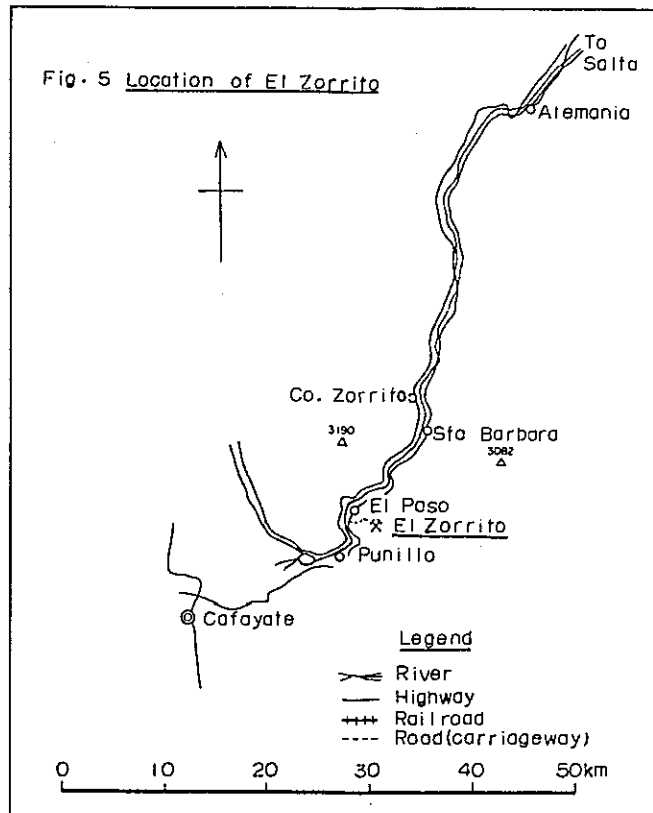 To
Salta
Fig. 5 Location of El Zorrito
Alemania
Co. Zorrito
3190
Sta Barbara
3082
El Paso
El Zorrito
Punillo
Cafayate
Legend
River
Highway
Railroad
Road(carriageway)
0 10 20 30 40 50km